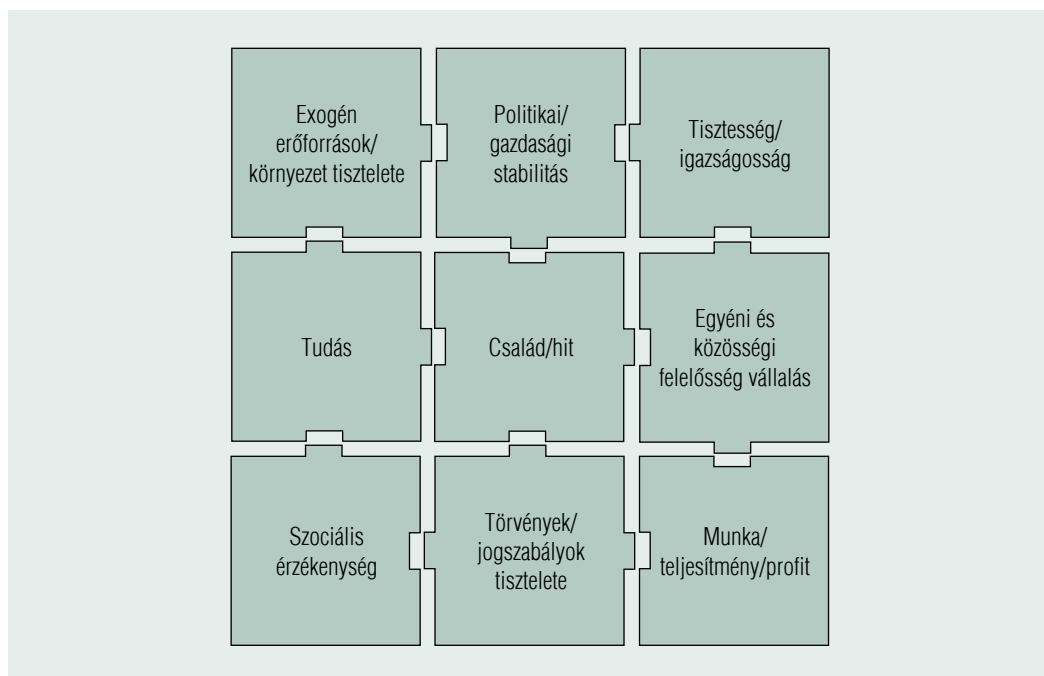 Exogén
erőforrások/
környezet tisztelete
Politikai/
gazdasági
stabilitás
Tisztesség/
igazságosság
Tudás
Család/hit
Egyéni és
közösségi
felelősség vállalás
Szociális
érzékenység
Törvények/
jogszabályok
tisztelete
Munka/
teljesítmény/profit